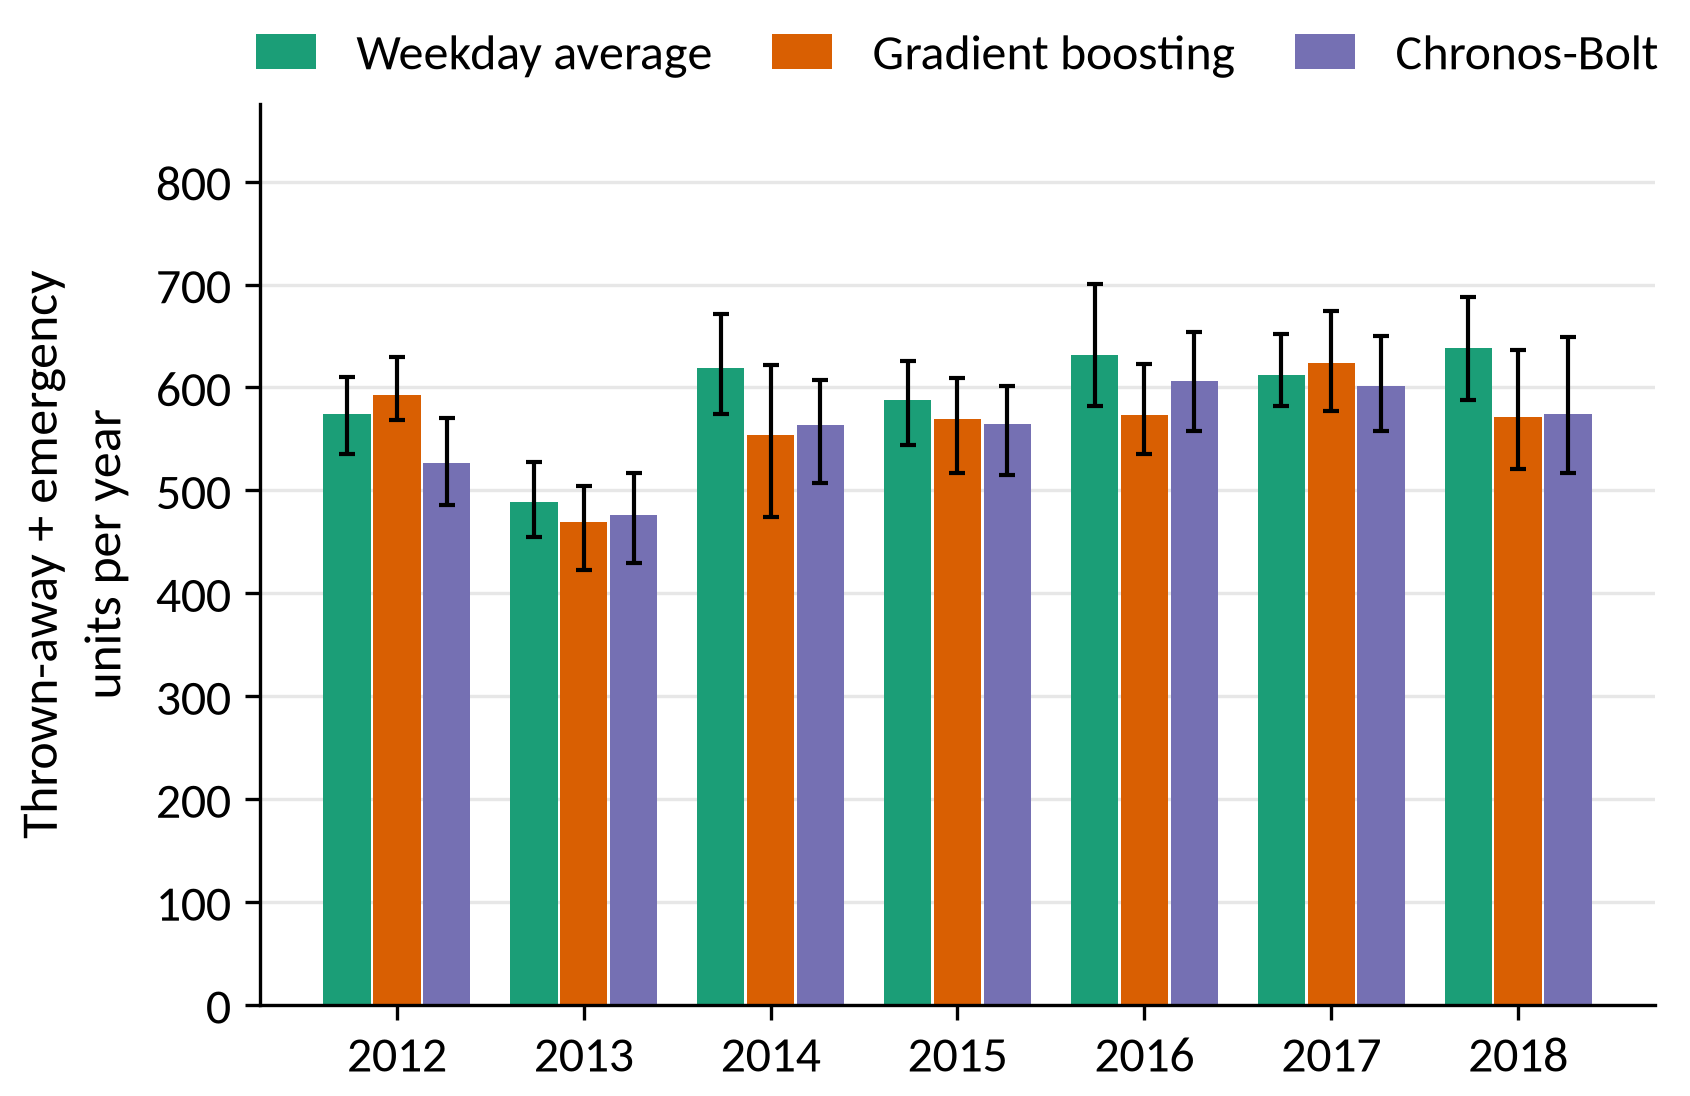 Weekday average Gradient boosting Chronos-Bolt
Thrown-away + emergency
units per year
800
700
600
500
400
300
200
100
0
2012 2013 2014 2015 2016 2017 2018